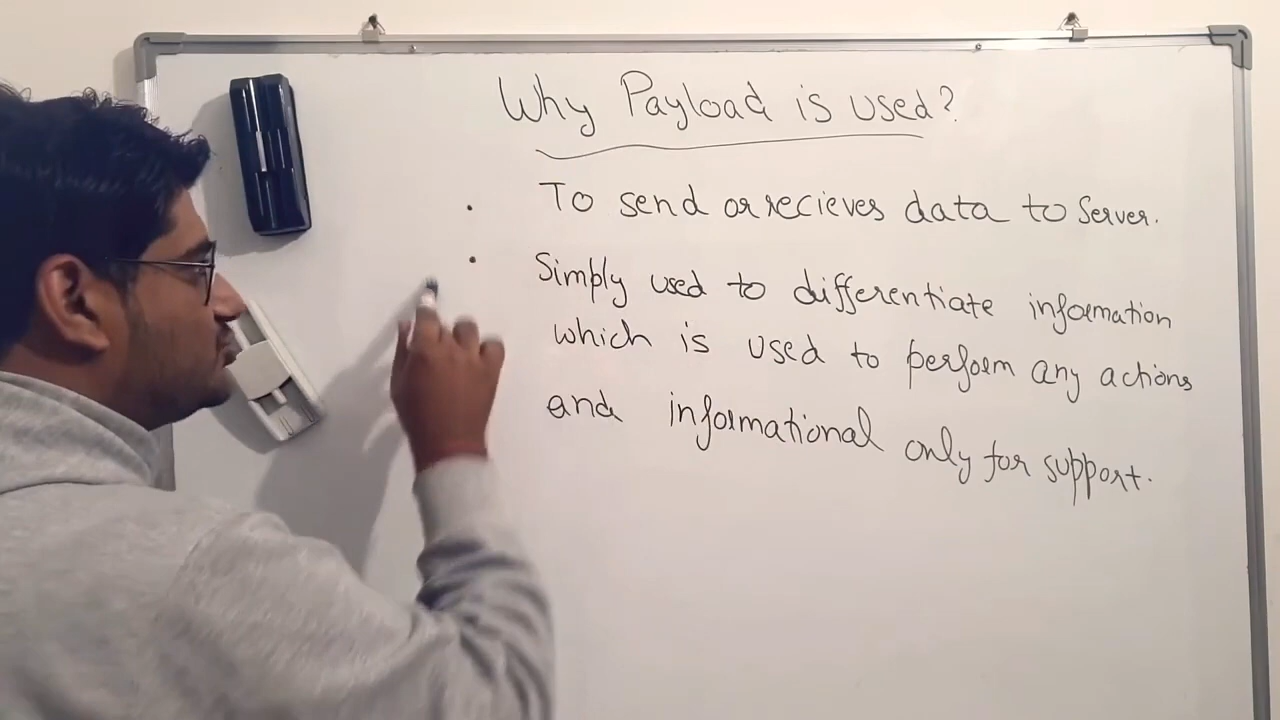 Why Payload is used?
• To send or recieves data to Server.
• Simply used to differentiate information
which is used to perform any actions
and informational only for support.